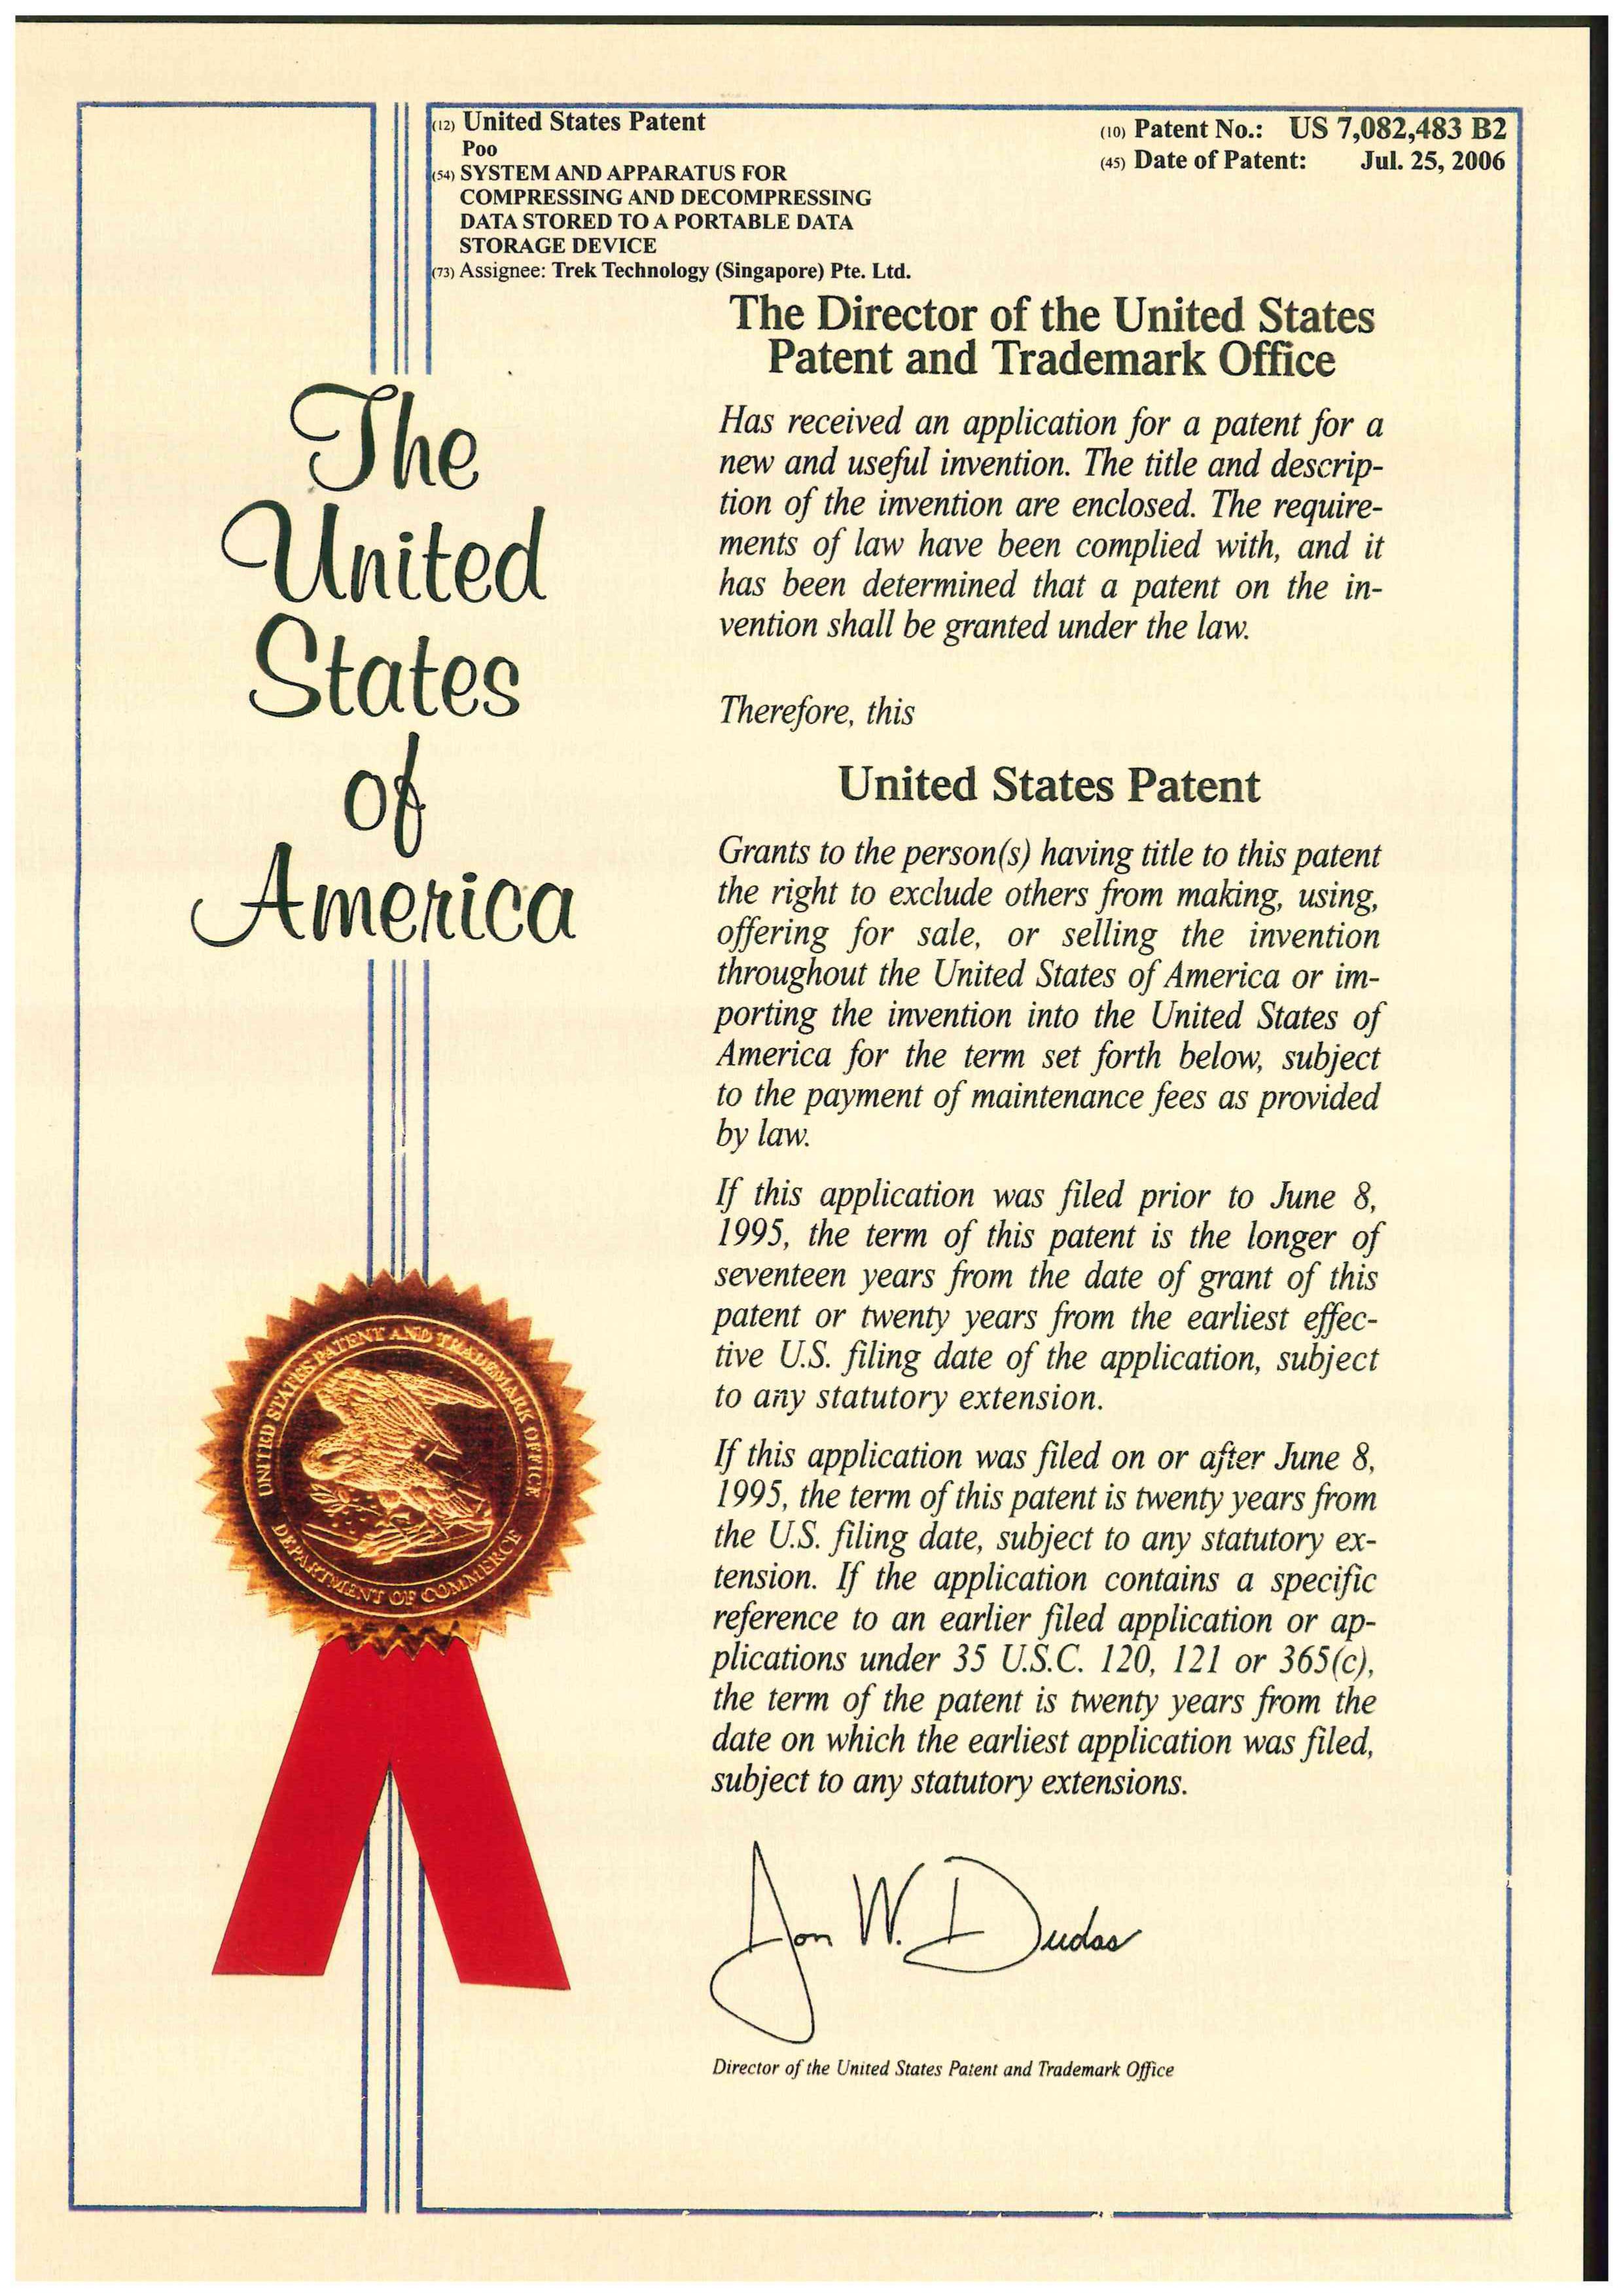 (12) United States Patent
Poo
(54) SYSTEM AND APPARATUS FOR
COMPRESSING AND DECOMPRESSING
DATA STORED TO A PORTABLE DATA
STORAGE DEVICE
(73) Assignee: Trek Technology (Singapore) Pte. Ltd.
(10) Patent No.: US 7,082,483 B2
(45) Date of Patent: Jul. 25, 2006
The
United
States
of
America
The Director of the United States
Patent and Trademark Office
Has received an application for a patent for a
new and useful invention. The title and descrip-
tion of the invention are enclosed. The require-
ments of law have been complied with, and it
has been determined that a patent on the in-
vention shall be granted under the law.
Therefore, this
United States Patent
Grants to the person(s) having title to this patent
the right to exclude others from making, using,
offering for sale, or selling the invention
throughout the United States of America or im-
porting the invention into the United States of
America for the term set forth below, subject
to the payment of maintenance fees as provided
by law.
If this application was filed prior to June 8,
1995, the term of this patent is the longer of
seventeen years from the date of grant of this
patent or twenty years from the earliest effec-
tive U.S. filing date of the application, subject
to any statutory extension.
If this application was filed on or after June 8,
1995, the term of this patent is twenty years from
the U.S. filing date, subject to any statutory ex-
tension. If the application contains a specific
reference to an earlier filed application or ap-
plications under 35 U.S.C. 120, 121 or 365(c),
the term of the patent is twenty years from the
date on which the earliest application was filed,
subject to any statutory extensions.
UNITED STATES PATENT AND TRADEMARK OFFICE
DEPARTMENT OF COMMERCE
Jon W. Dudas
Director of the United States Patent and Trademark Office